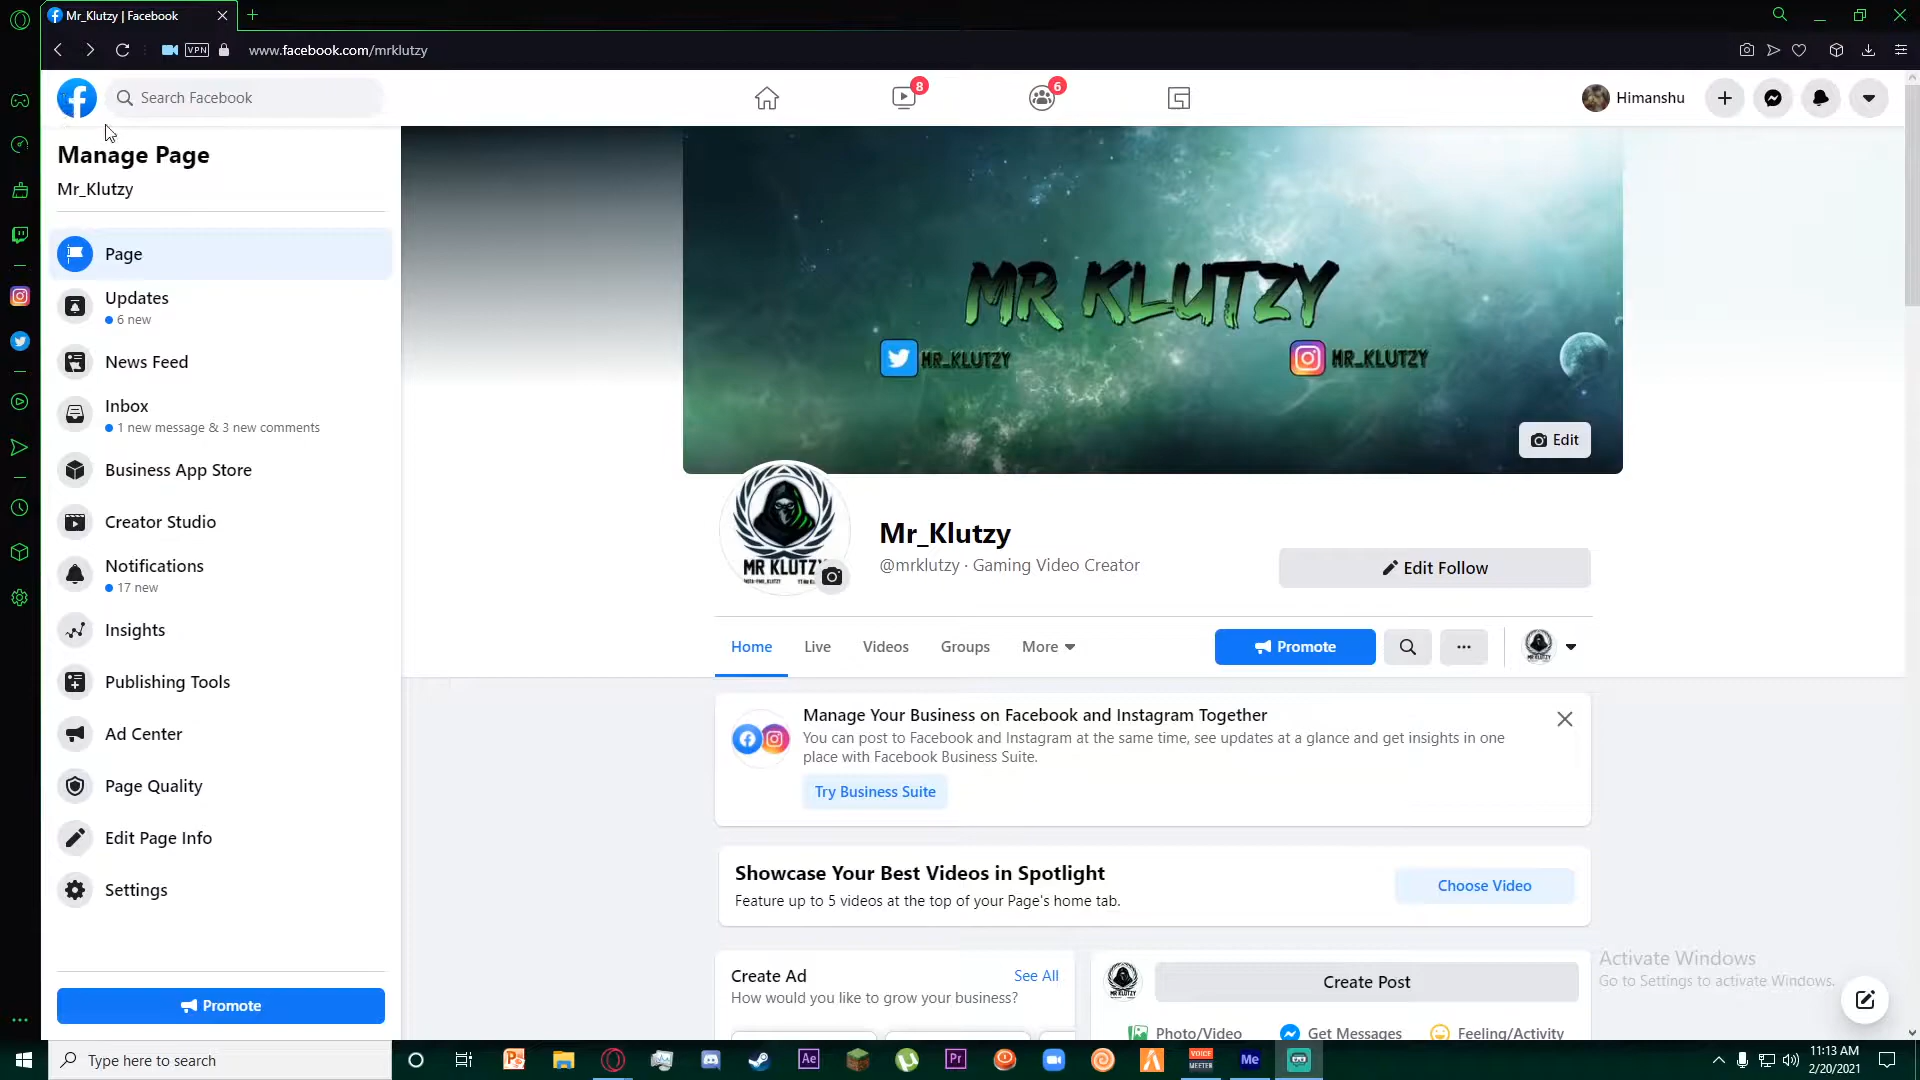 Mr_Klutzy | Facebook
VPN
www.facebook.com/mrklutzy
Search Facebook
8
6
Himanshu
Manage Page
Mr_Klutzy
Page
Updates
6 new
News Feed
Inbox
1 new message & 3 new comments
Business App Store
Creator Studio
Notifications
17 new
Insights
Publishing Tools
Ad Center
Page Quality
Edit Page Info
Settings
Promote
MR KLUTZY
MR_KLUTZY
MR_KLUTZY
Edit
MR KLUTZY
Mr_Klutzy
@mrklutzy · Gaming Video Creator
Edit Follow
Home
Live
Videos
Groups
More
Promote
Manage Your Business on Facebook and Instagram Together
You can post to Facebook and Instagram at the same time, see updates at a glance and get insights in one
place with Facebook Business Suite.
Try Business Suite
Showcase Your Best Videos in Spotlight
Feature up to 5 videos at the top of your Page's home tab.
Choose Video
Create Ad
See All
How would you like to grow your business?
Create Post
Photo/Video
Get Messages
Feeling/Activity
Activate Windows
Go to Settings to activate Windows.
Type here to search
Ae
Pr
VOICE
MEETER
Me
11:13 AM
2/20/2021